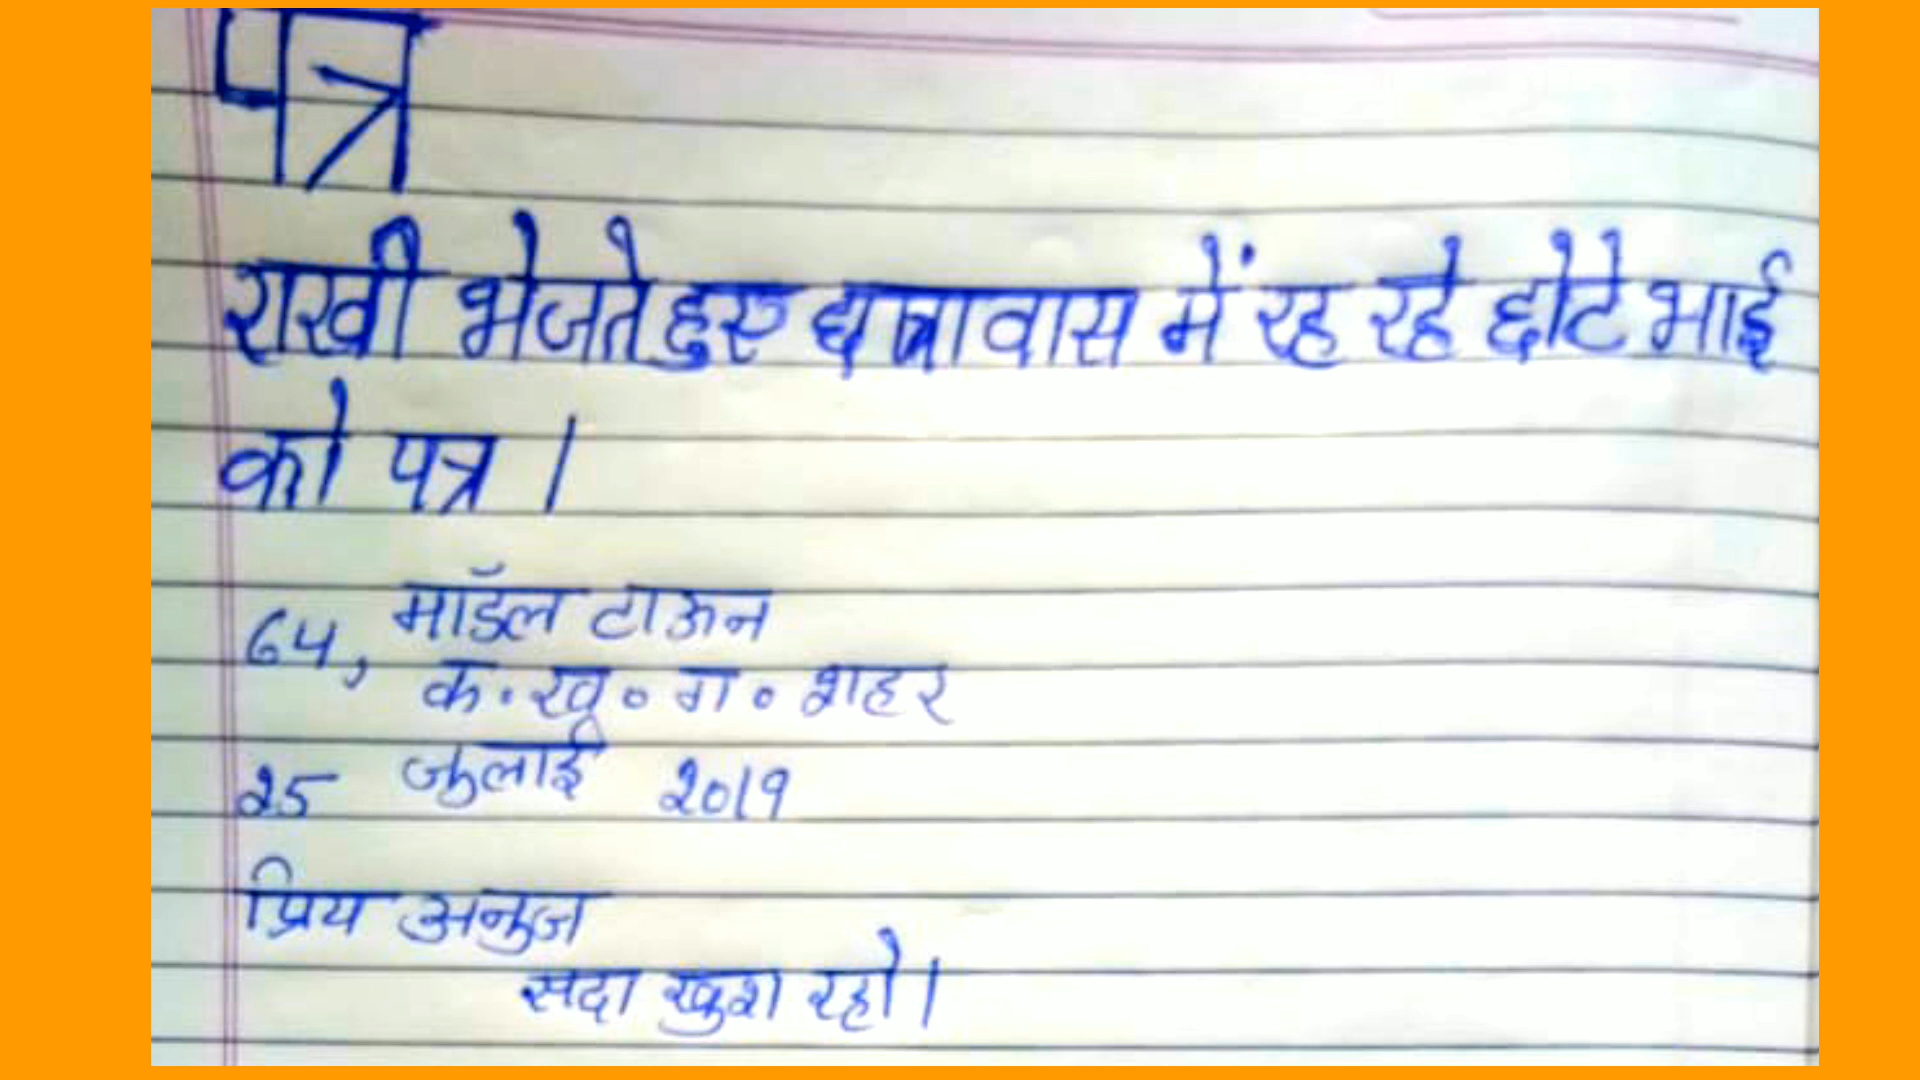 पत्र
राखी भेजते हुए छात्रावास में रह रहे छोटे भाई
को पत्र ।
64, मॉडल टाऊन
क. ख॰ ग॰ शहर
25 जुलाई 2019
प्रिय अनुज
सदा खुश रहो ।